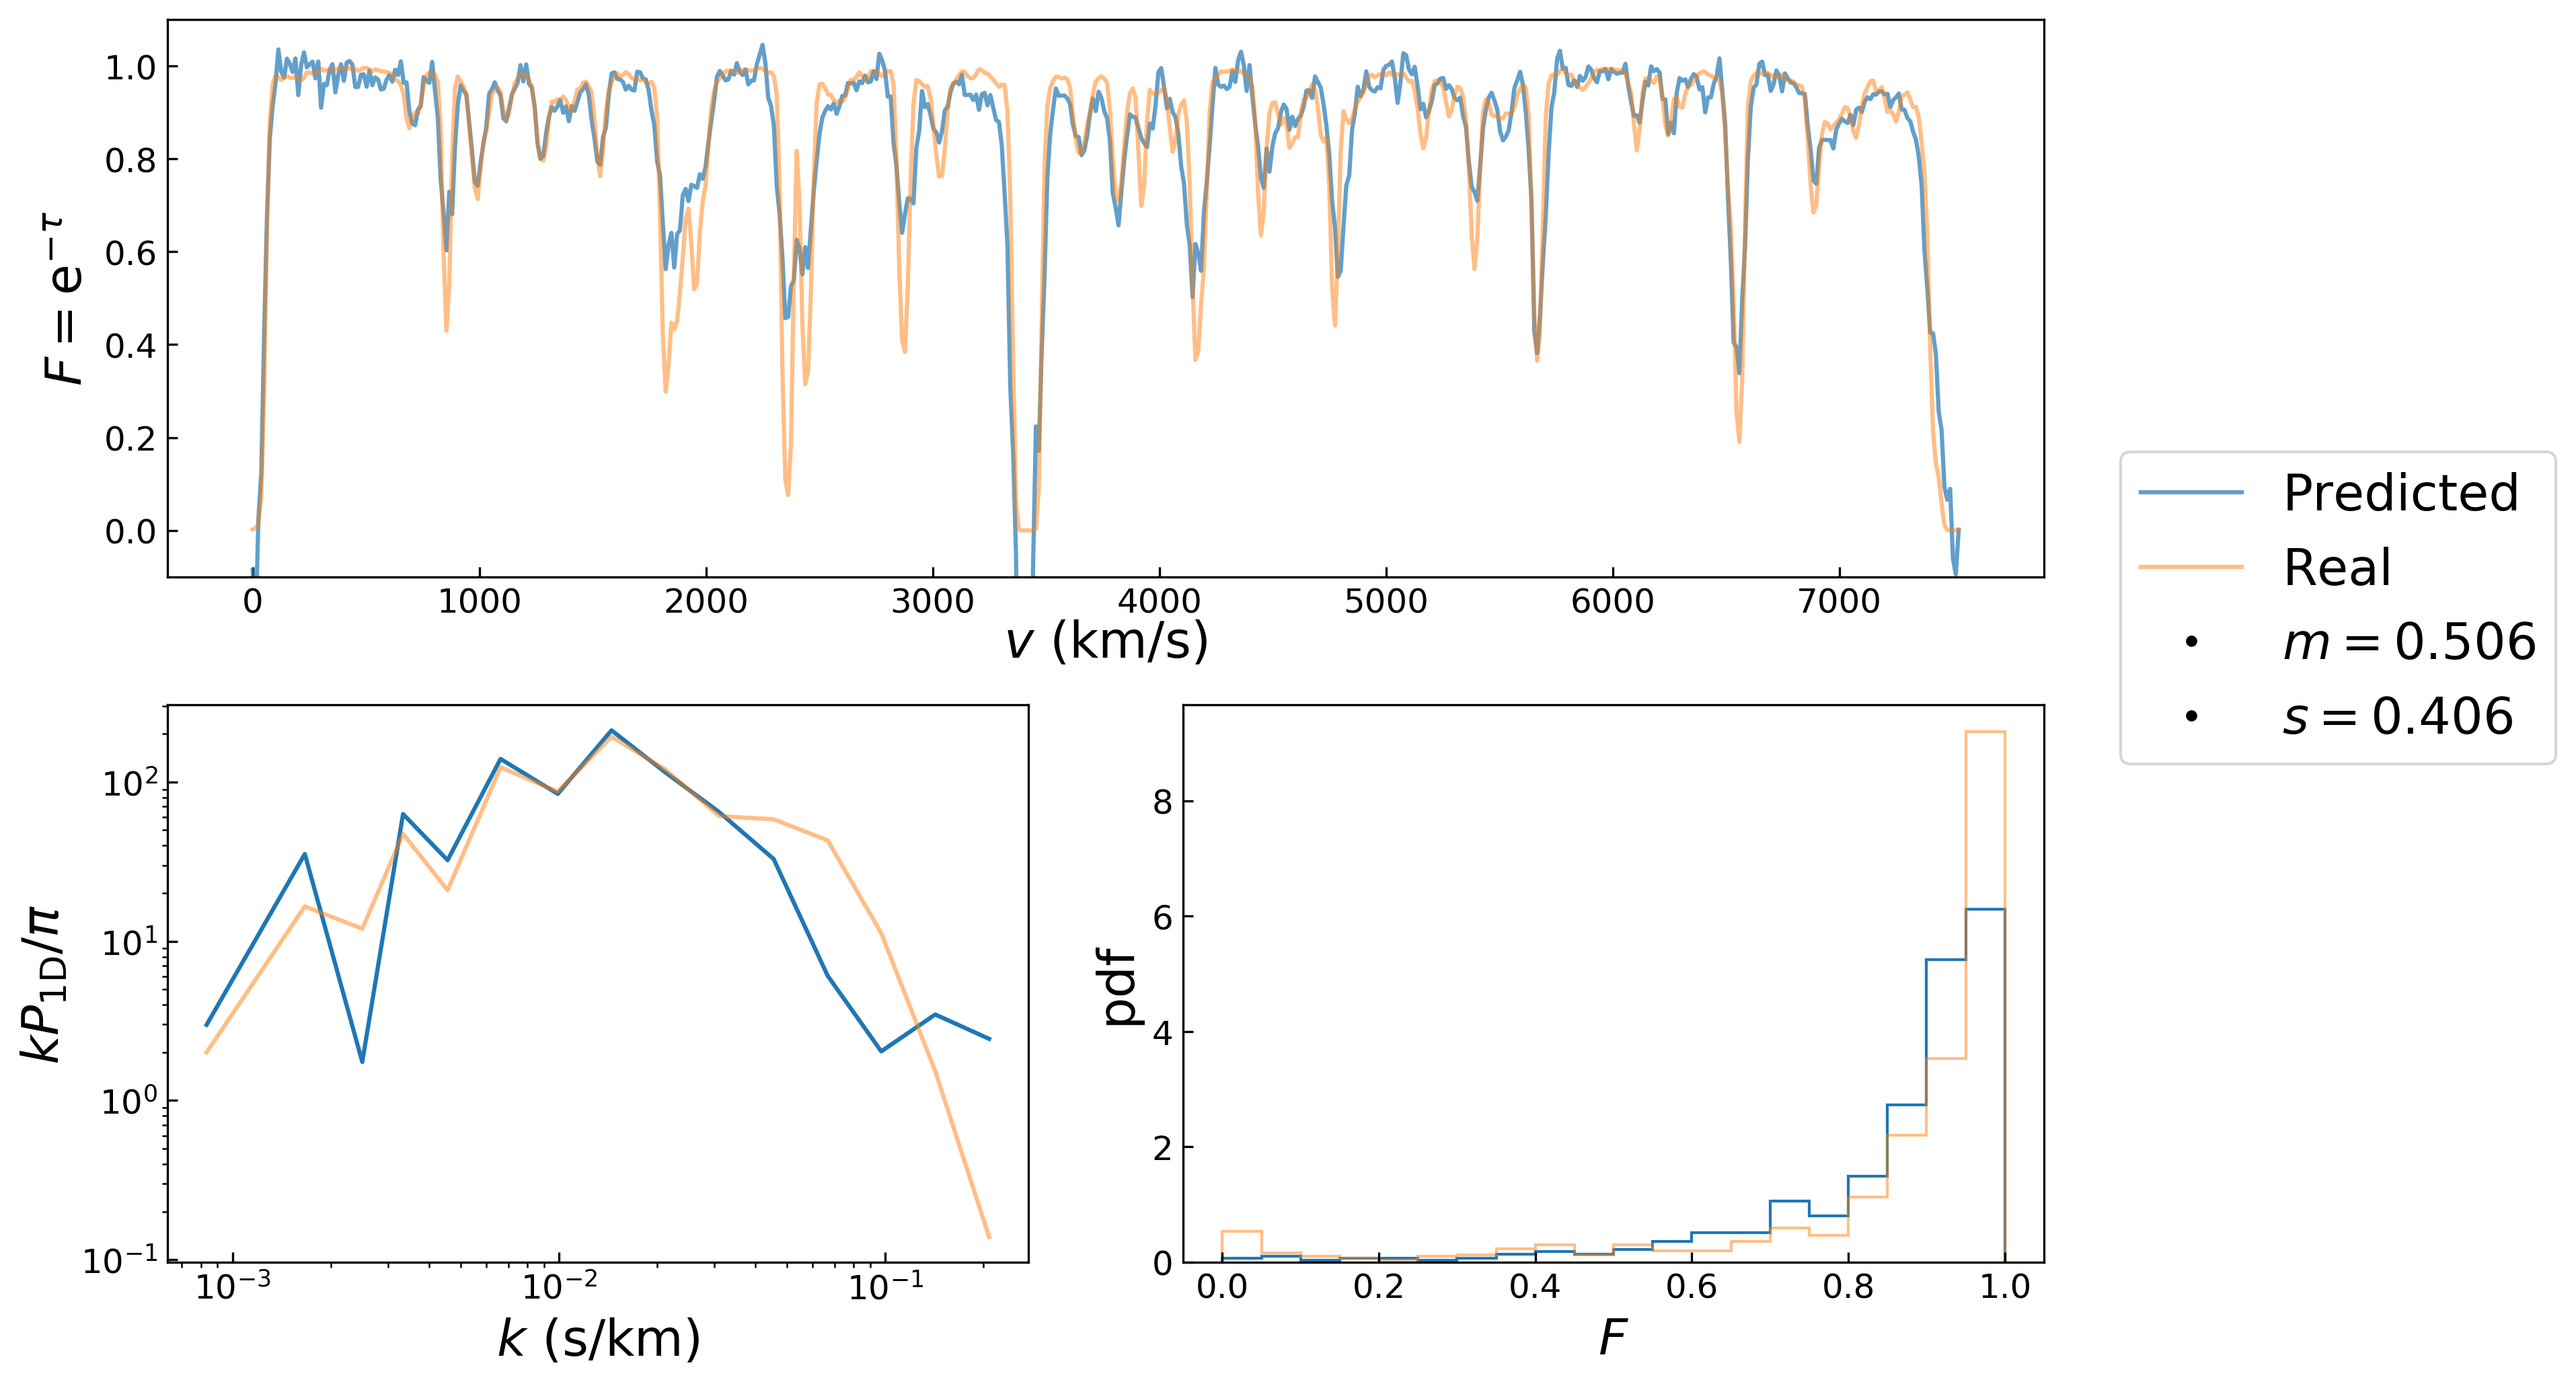 F = e^{−τ}
1.0
0.8
0.6
0.4
0.2
0.0
0 1000 2000 3000 4000 5000 6000 7000
v (km/s)
Predicted
Real
m = 0.506
s = 0.406
kP_{1D}/π
10²
10¹
10⁰
10⁻¹
10⁻³ 10⁻² 10⁻¹
k (s/km)
pdf
8
6
4
2
0
0.0 0.2 0.4 0.6 0.8 1.0
F